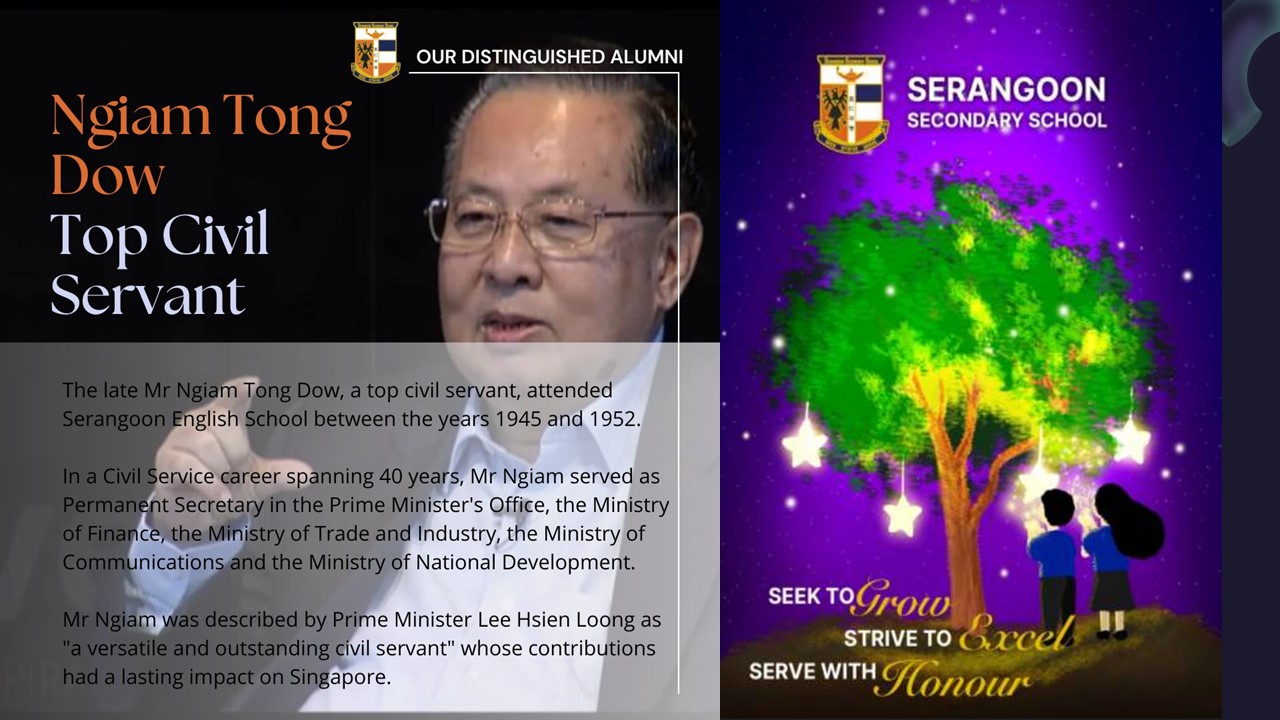 OUR DISTINGUISHED ALUMNI
Ngiam Tong
Dow
Top Civil
Servant
The late Mr Ngiam Tong Dow, a top civil servant, attended
Serangoon English School between the years 1945 and 1952.
In a Civil Service career spanning 40 years, Mr Ngiam served as
Permanent Secretary in the Prime Minister's Office, the Ministry
of Finance, the Ministry of Trade and Industry, the Ministry of
Communications and the Ministry of National Development.
Mr Ngiam was described by Prime Minister Lee Hsien Loong as
"a versatile and outstanding civil servant" whose contributions
had a lasting impact on Singapore.
SERANGOON
SECONDARY SCHOOL
SEEK TO Grow
STRIVE TO Excel
SERVE WITH Honour